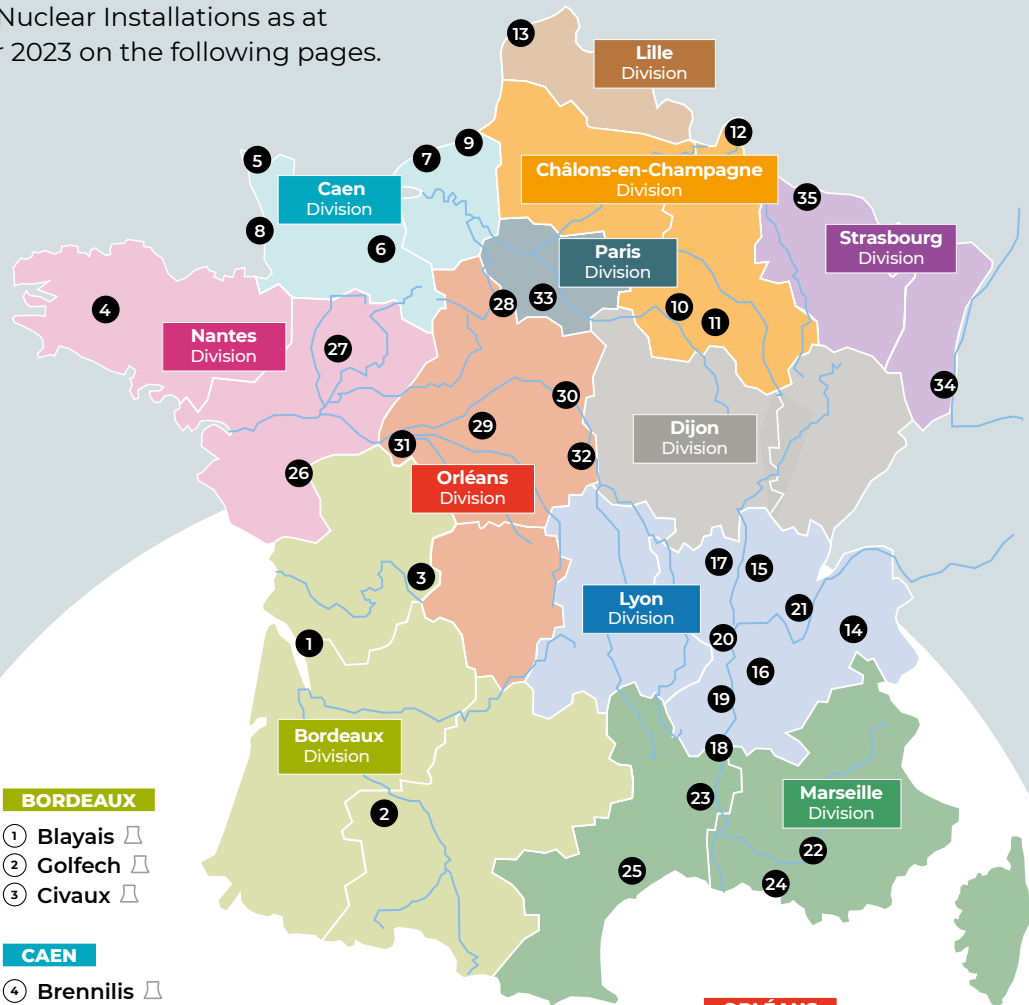 Nuclear Installations as at
2023 on the following pages.
13
Lille
Division
12
9
7
5
Châlons-en-Champagne
Division
Caen
Division
35
8
6
Strasbourg
Division
Paris
Division
4
28
33
10
11
Nantes
Division
27
34
30
29
Dijon
Division
31
32
26
Orléans
Division
17
15
3
Lyon
Division
21
14
20
1
16
19
Bordeaux
Division
18
23
Marseille
Division
2
22
25
24
BORDEAUX
1 Blayais
2 Golfech
3 Civaux
CAEN
4 Brennilis
ORLÉANS